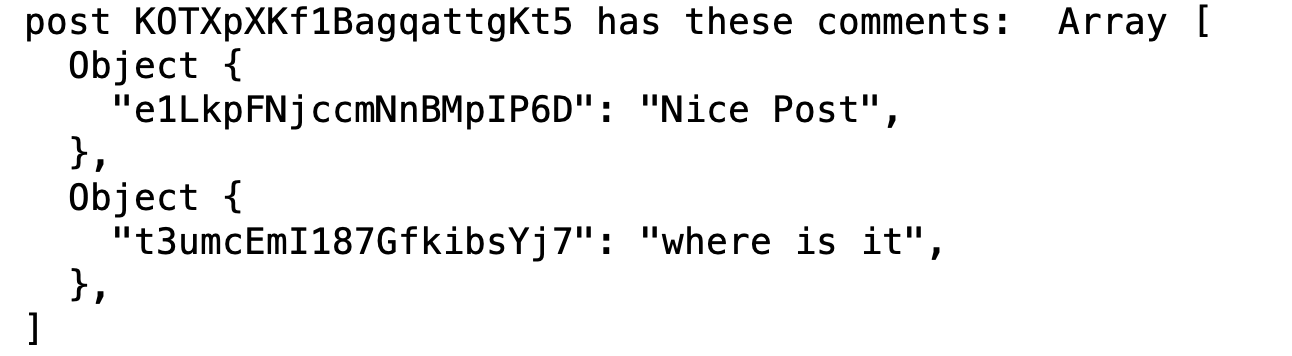 post KOTXpXKf1BagqattgKt5 has these comments:  Array [
  Object {
    "e1LkpFNjccmNnBMpIP6D": "Nice Post",
  },
  Object {
    "t3umcEmI187GfkibsYj7": "where is it",
  },
]